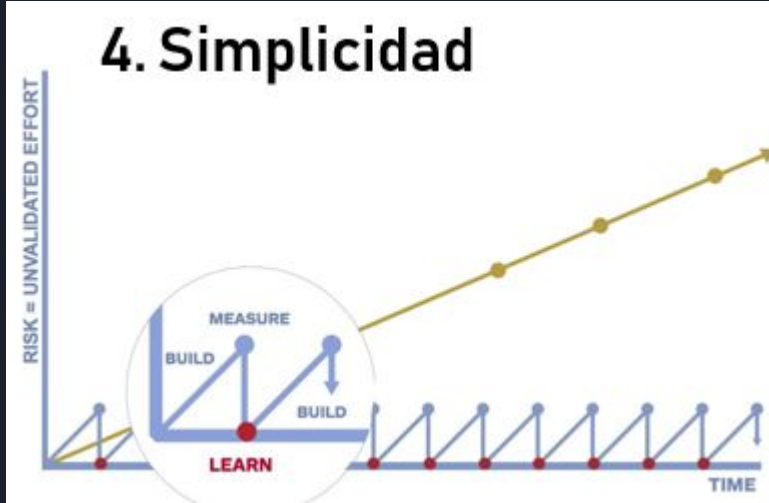 4. Simplicidad
RISK = UNVALIDATED EFFORT
MEASURE
BUILD
BUILD
LEARN
TIME